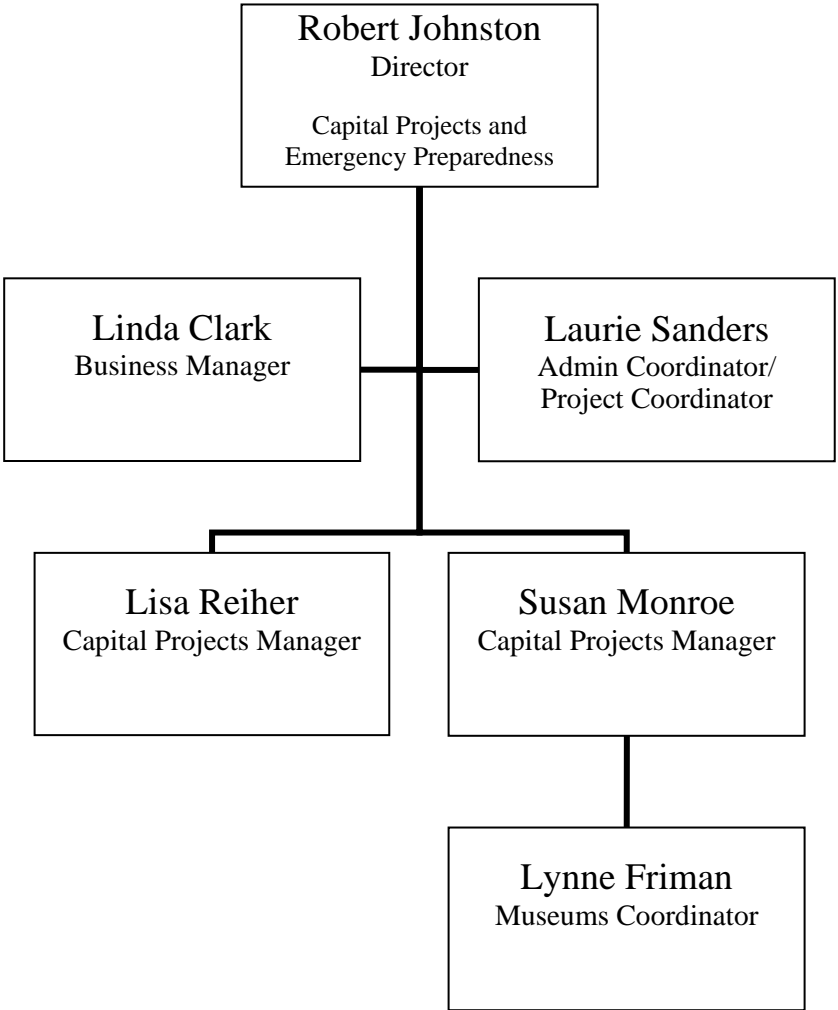 Robert Johnston
Director
Capital Projects and
Emergency Preparedness
Linda Clark
Business Manager
Laurie Sanders
Admin Coordinator/
Project Coordinator
Lisa Reiher
Capital Projects Manager
Susan Monroe
Capital Projects Manager
Lynne Friman
Museums Coordinator